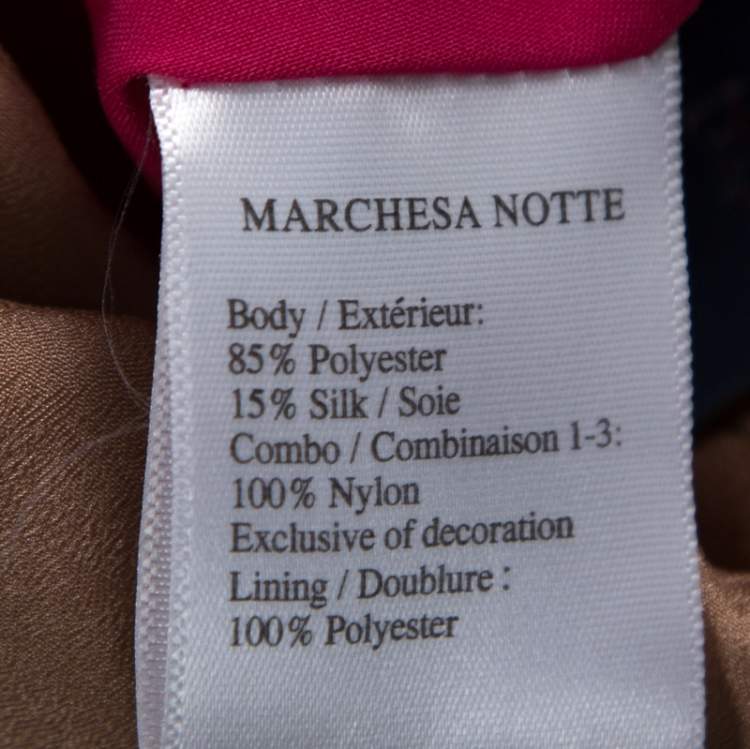 MARCHESA NOTTE
Body / Extérieur:
85% Polyester
15% Silk / Soie
Combo / Combinaison 1-3:
100% Nylon
Exclusive of decoration
Lining / Doublure :
100% Polyester